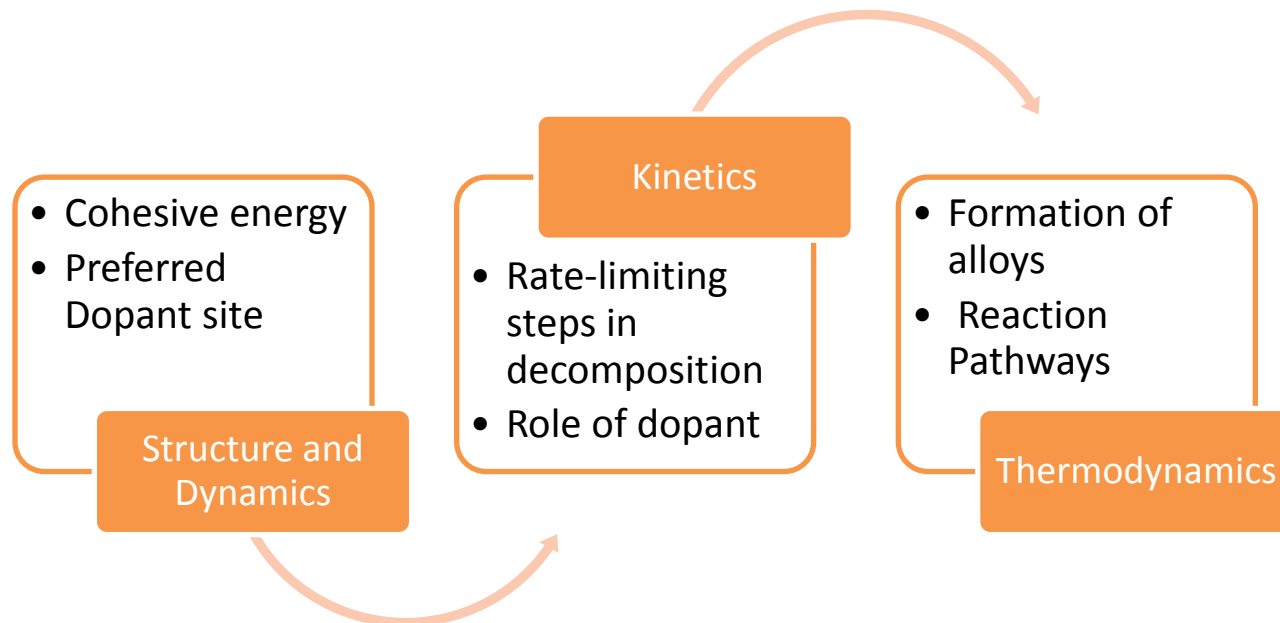 • Cohesive energy
• Preferred
Dopant site
Structure and
Dynamics
Kinetics
• Rate-limiting
steps in
decomposition
• Role of dopant
• Formation of
alloys
• Reaction
Pathways
Thermodynamics